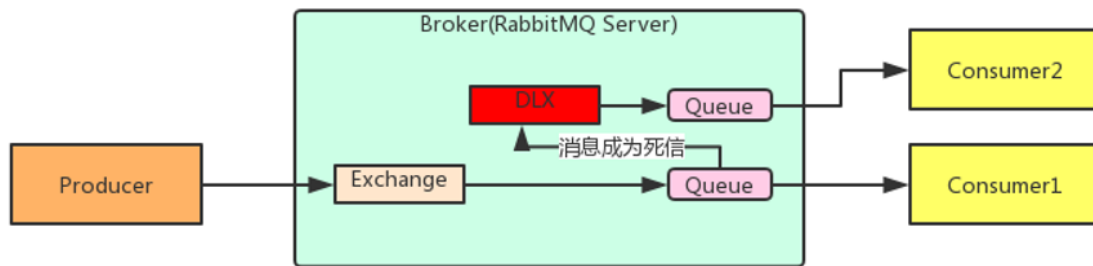 Broker(RabbitMQ Server)
DLX
Queue
Consumer2
消息成为死信
Producer
Exchange
Queue
Consumer1